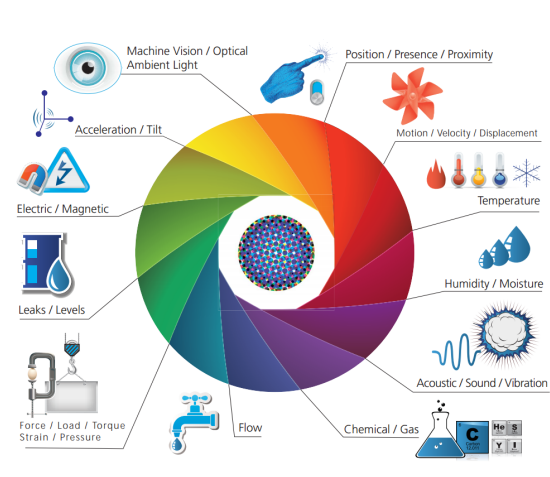 Machine Vision / Optical
Ambient Light
Position / Presence / Proximity
Acceleration / Tilt
Motion / Velocity / Displacement
Electric / Magnetic
Temperature
Leaks / Levels
Humidity / Moisture
Acoustic / Sound / Vibration
Force / Load / Torque
Strain / Pressure
Flow
Chemical / Gas
C
Carbon
He
S
Y
I